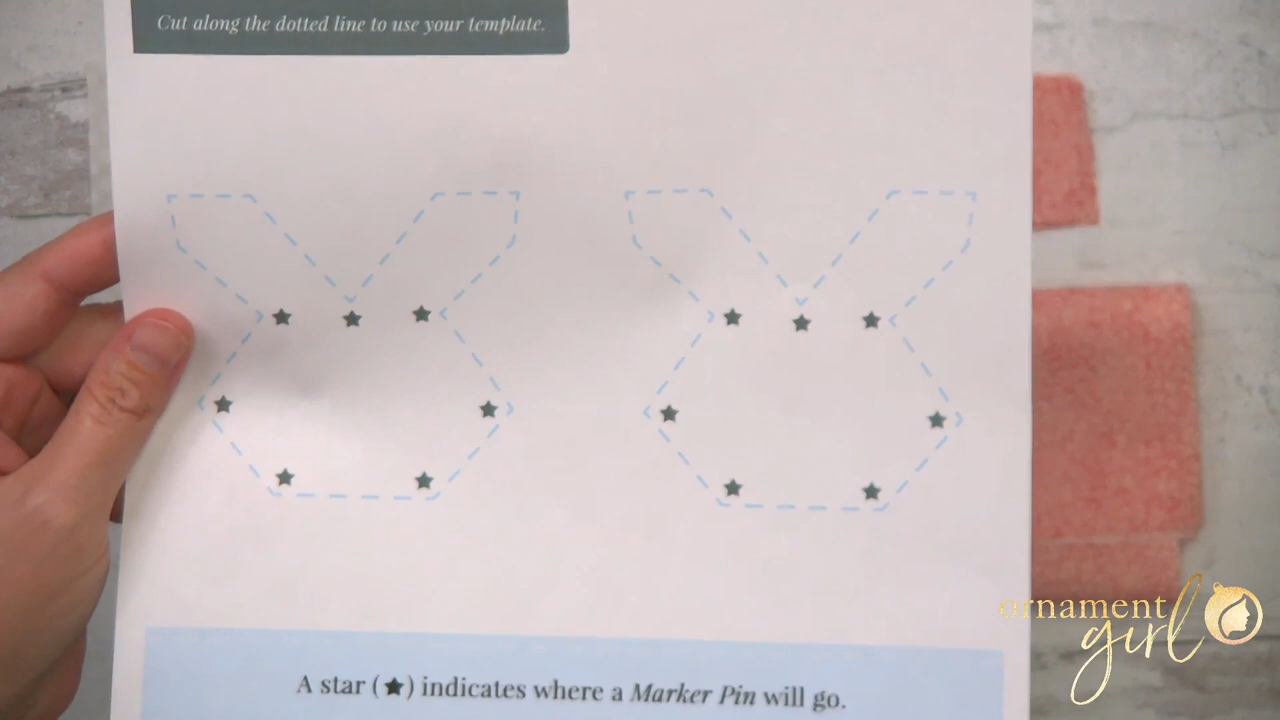 Cut along the dotted line to use your template.
A star (★) indicates where a Marker Pin will go.
ornament
girl